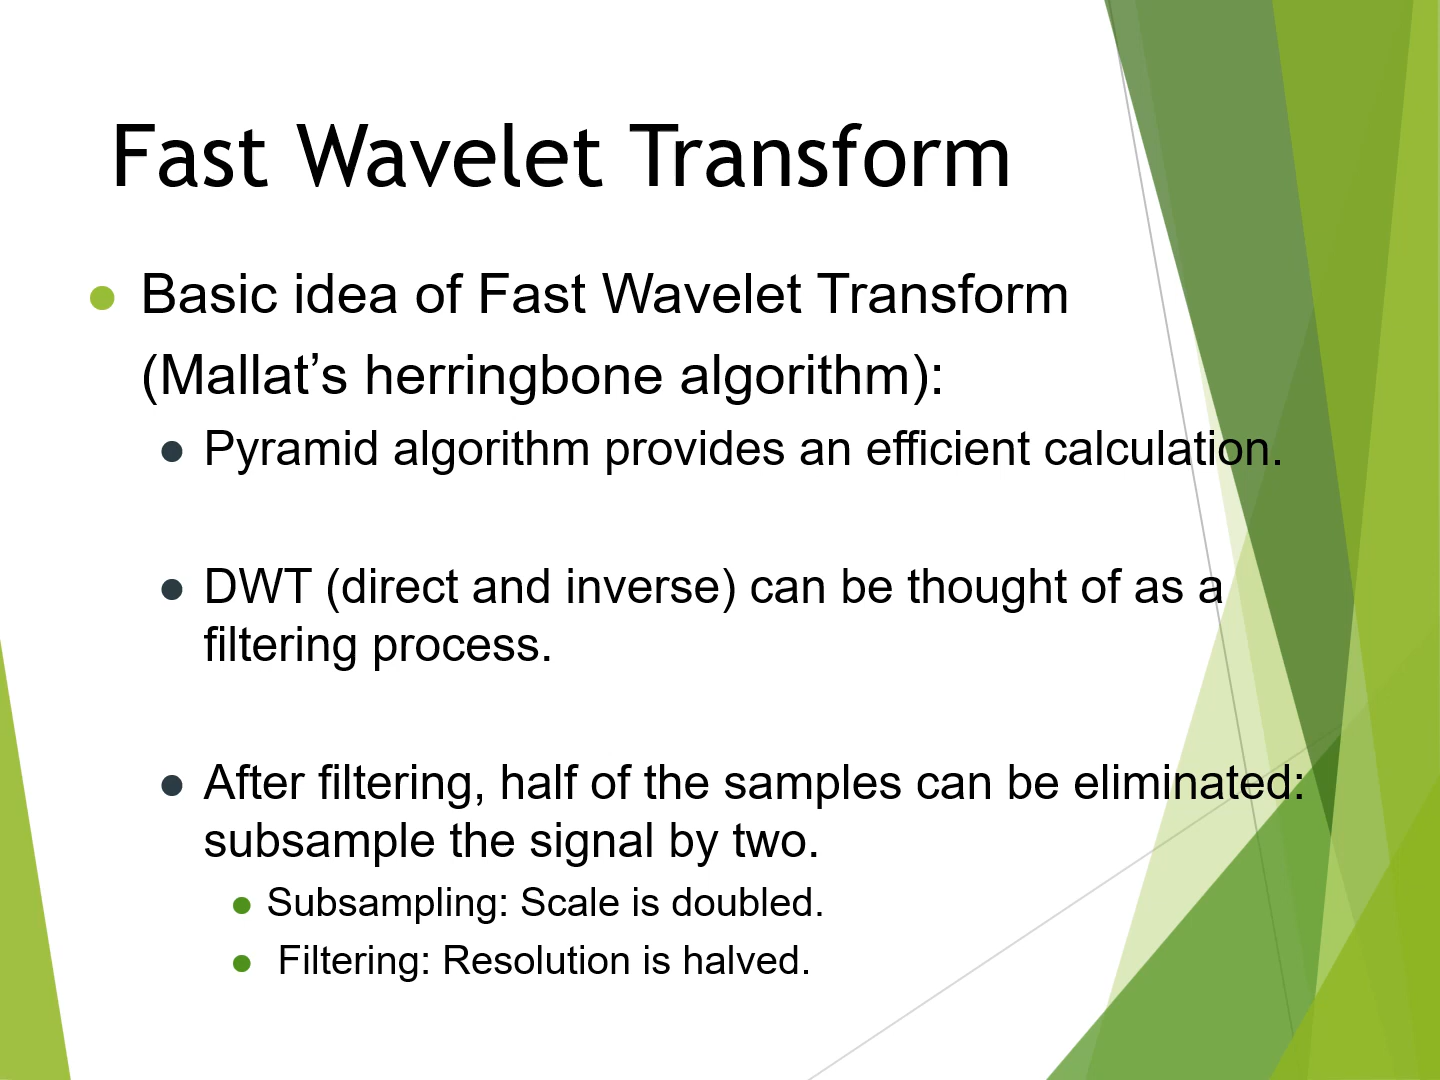 Fast Wavelet Transform
Basic idea of Fast Wavelet Transform
(Mallat’s herringbone algorithm):
Pyramid algorithm provides an efficient calculation.
DWT (direct and inverse) can be thought of as a
filtering process.
After filtering, half of the samples can be eliminated:
subsample the signal by two.
Subsampling: Scale is doubled.
Filtering: Resolution is halved.